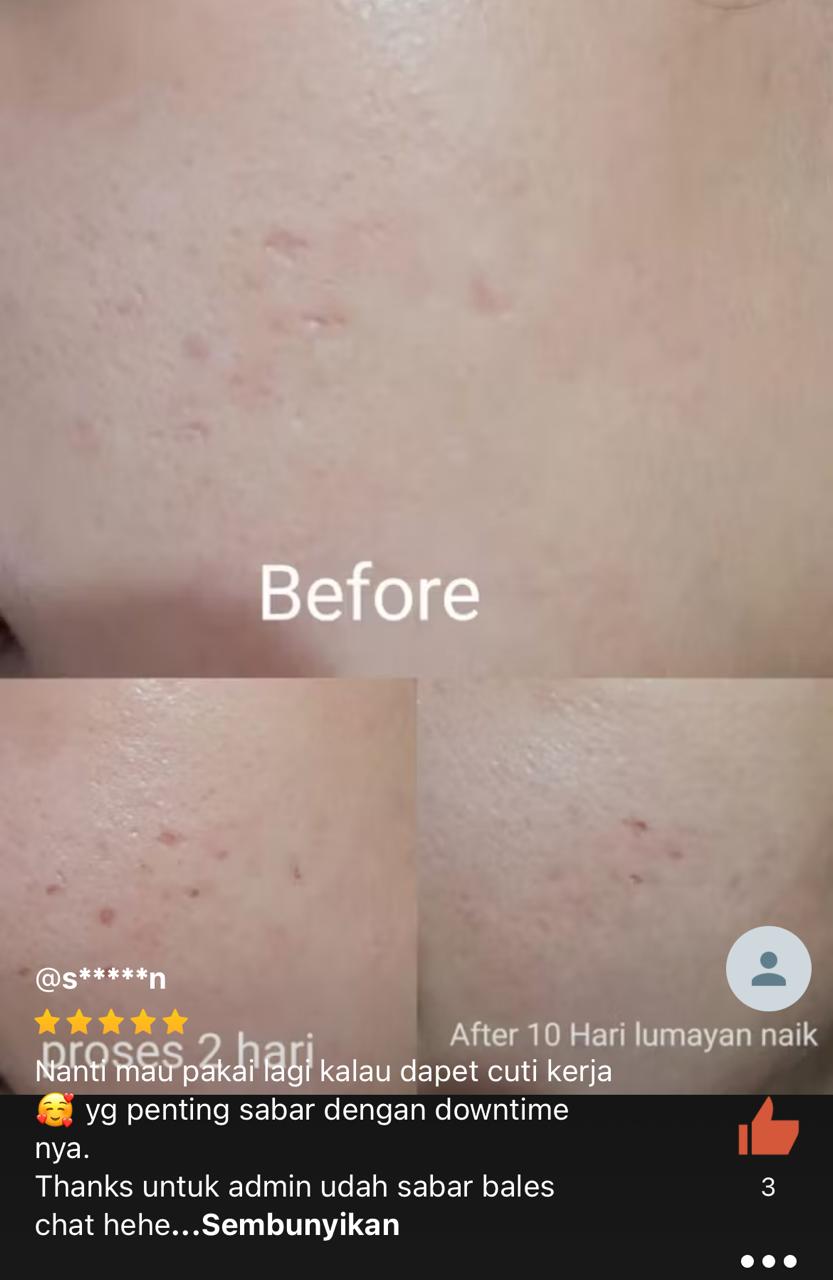 Before
proses 2 hari
After 10 Hari lumayan naik
@s*****n
Nanti mau pakai lagi kalau dapet cuti kerja
🥰 yg penting sabar dengan downtime
nya.
Thanks untuk admin udah sabar bales
chat hehe...Sembunyikan
3